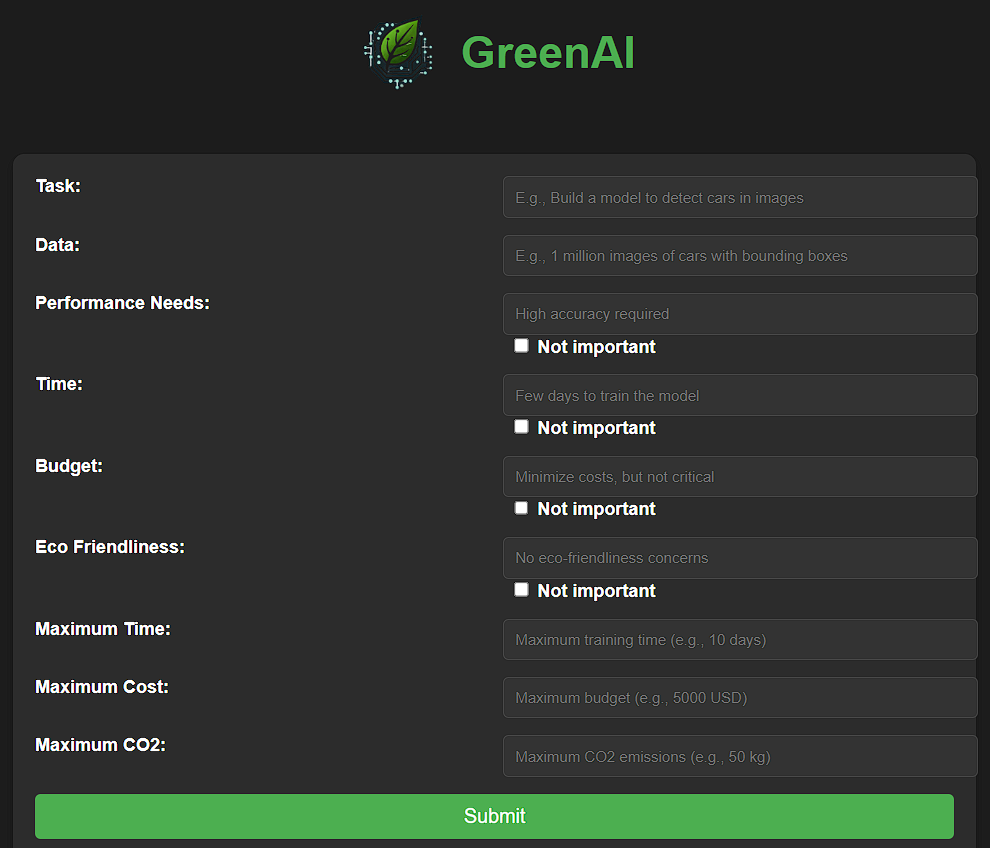 GreenAI
Task:
E.g., Build a model to detect cars in images
Data:
E.g., 1 million images of cars with bounding boxes
Performance Needs:
High accuracy required
Not important
Time:
Few days to train the model
Not important
Budget:
Minimize costs, but not critical
Not important
Eco Friendliness:
No eco-friendliness concerns
Not important
Maximum Time:
Maximum training time (e.g., 10 days)
Maximum Cost:
Maximum budget (e.g., 5000 USD)
Maximum CO2:
Maximum CO2 emissions (e.g., 50 kg)
Submit